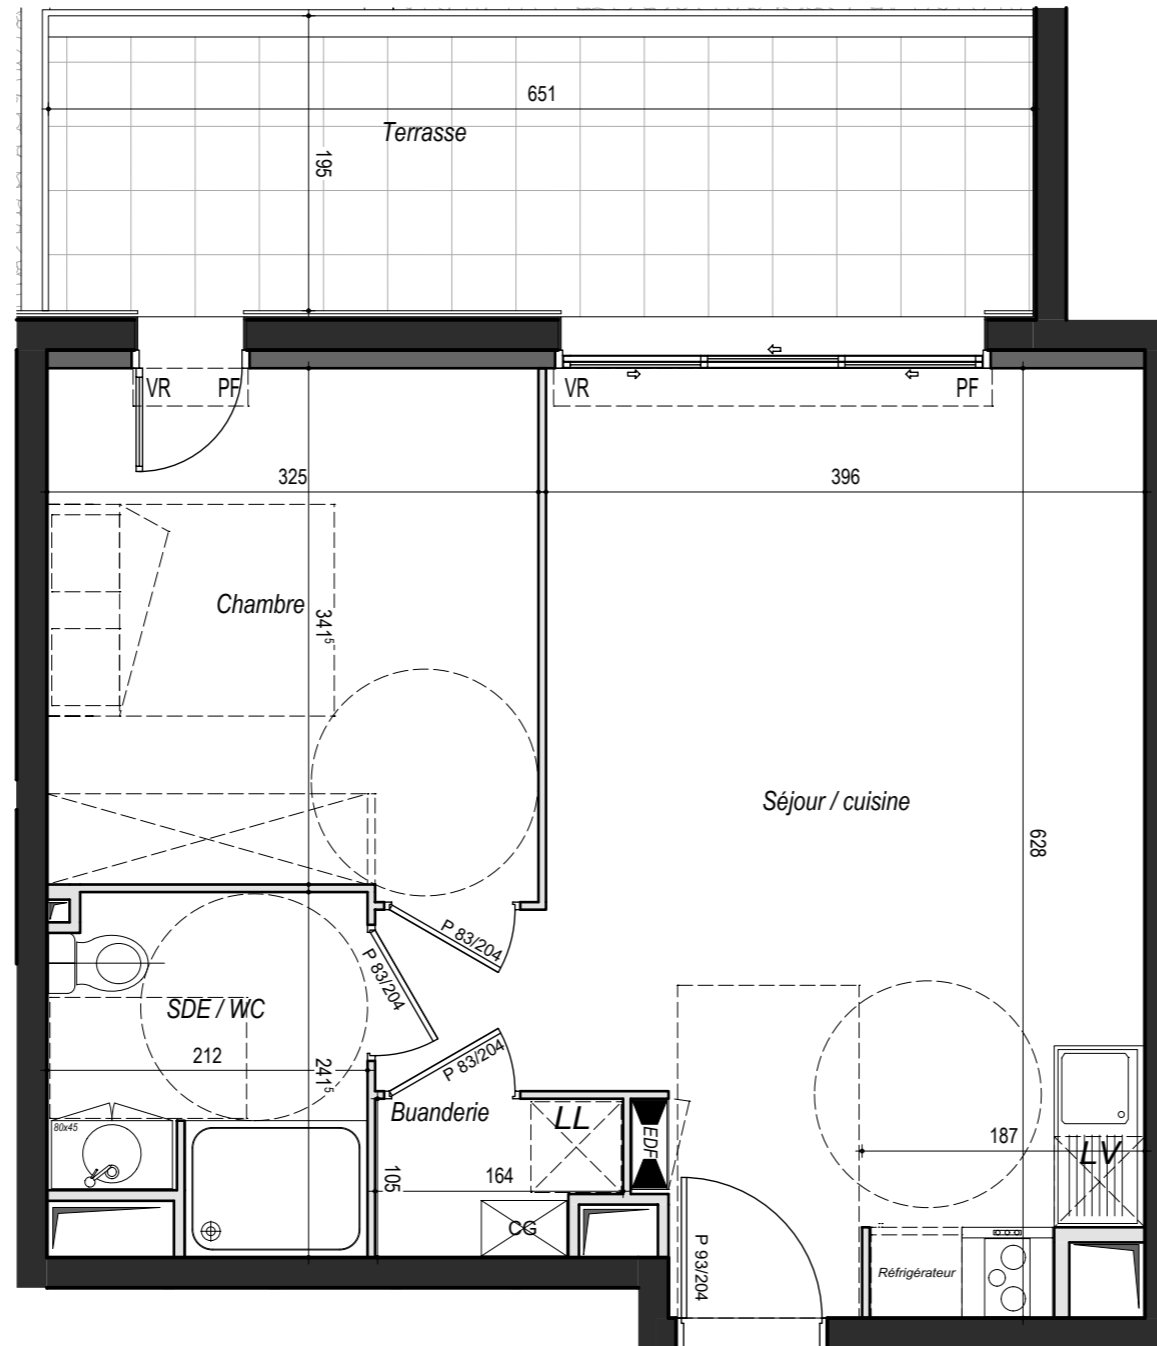 651
Terrasse
195
VR PF
VR PF
325
396
Chambre
341⁵
Séjour / cuisine
628
P 83/204
P 83/204
SDE / WC
212
241⁵
P 83/204
Buanderie
LL
EDF
80x45
187
LV
105
164
CG
P 93/204
Réfrigérateur